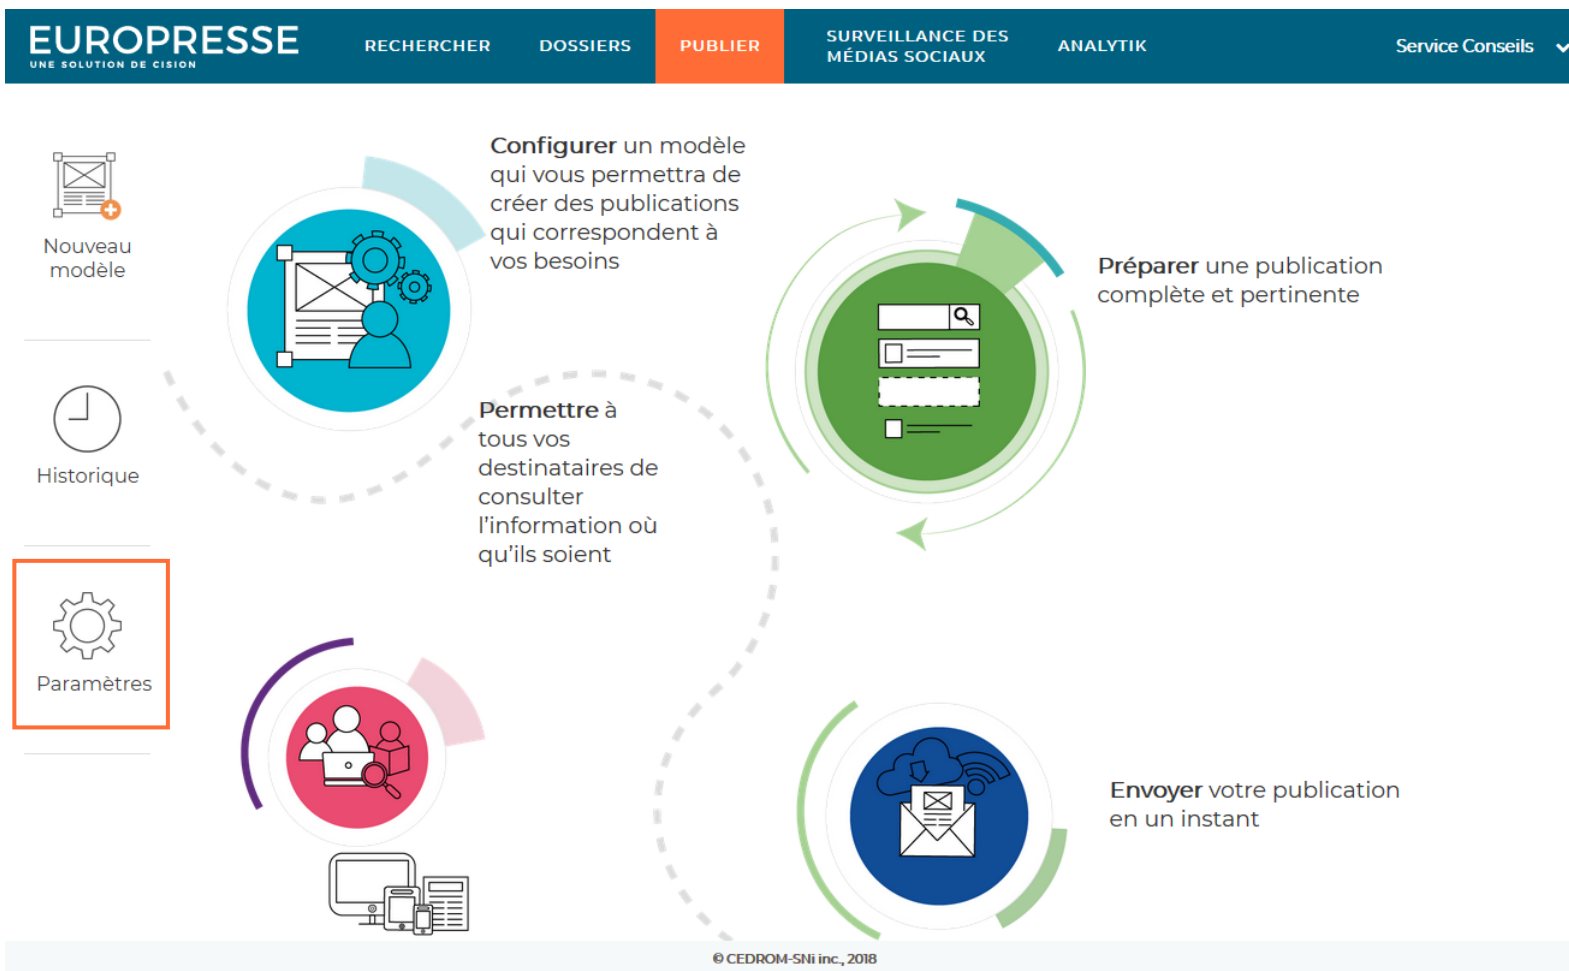 EUROPRESSE
UNE SOLUTION DE CISION
RECHERCHER
DOSSIERS
PUBLIER
SURVEILLANCE DES
MÉDIAS SOCIAUX
ANALYTIK
Service Conseils
Nouveau
modèle
Historique
Paramètres
Configurer un modèle
qui vous permettra de
créer des publications
qui correspondent à
vos besoins
Préparer une publication
complète et pertinente
Permettre à
tous vos
destinataires de
consulter
l'information où
qu'ils soient
Envoyer votre publication
en un instant
© CEDROM-SNi inc., 2018